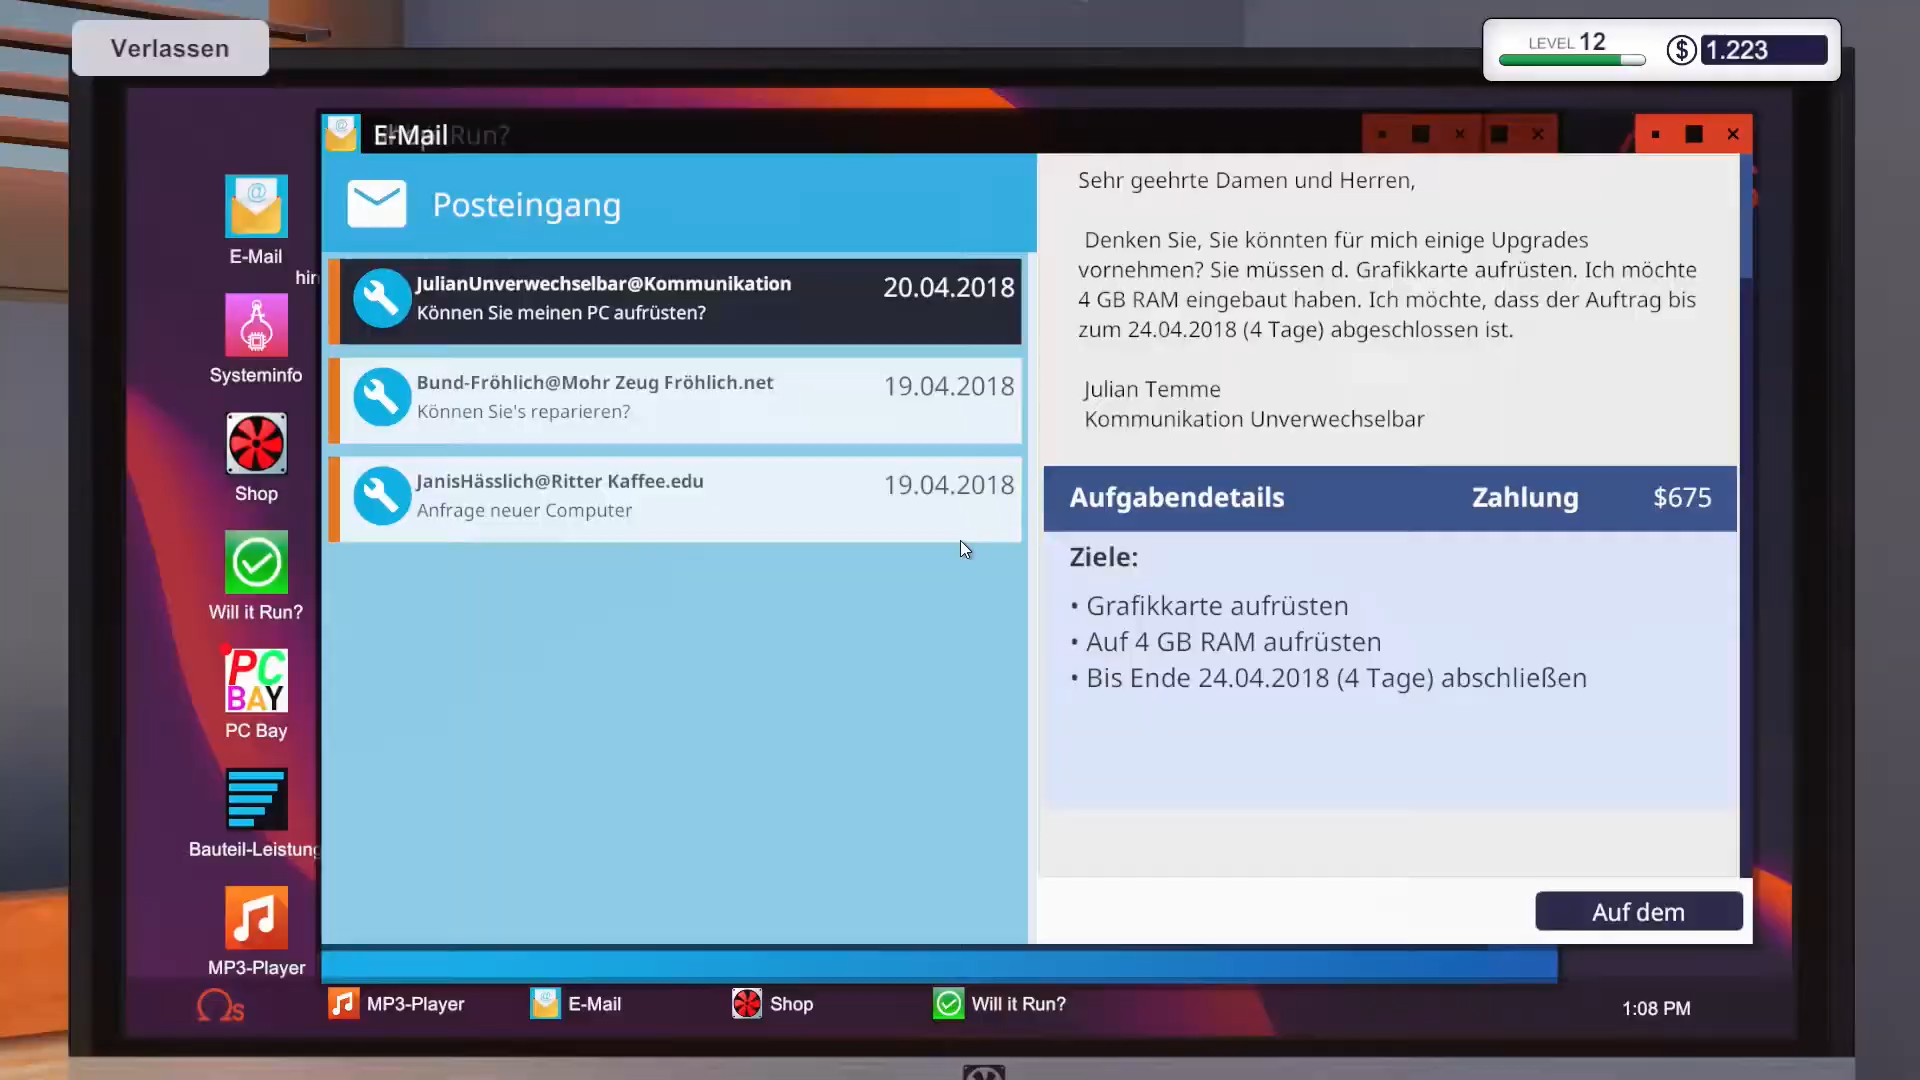 Verlassen
LEVEL 12
$ 1.223
E-Mail
Run?
Posteingang
JulianUnverwechselbar@Kommunikation
20.04.2018
Können Sie meinen PC aufrüsten?
Bund-Fröhlich@Mohr Zeug Fröhlich.net
19.04.2018
Können Sie's reparieren?
JanisHässlich@Ritter Kaffee.edu
19.04.2018
Anfrage neuer Computer
Sehr geehrte Damen und Herren,
Denken Sie, Sie könnten für mich einige Upgrades
vornehmen? Sie müssen d. Grafikkarte aufrüsten. Ich möchte
4 GB RAM eingebaut haben. Ich möchte, dass der Auftrag bis
zum 24.04.2018 (4 Tage) abgeschlossen ist.
Julian Temme
Kommunikation Unverwechselbar
Aufgabendetails Zahlung $675
Ziele:
• Grafikkarte aufrüsten
• Auf 4 GB RAM aufrüsten
• Bis Ende 24.04.2018 (4 Tage) abschließen
Auf dem
E-Mail
Systeminfo
Shop
Will it Run?
PC
BAY
PC Bay
Bauteil-Leistung
MP3-Player
Ωs
MP3-Player
E-Mail
Shop
Will it Run?
1:08 PM